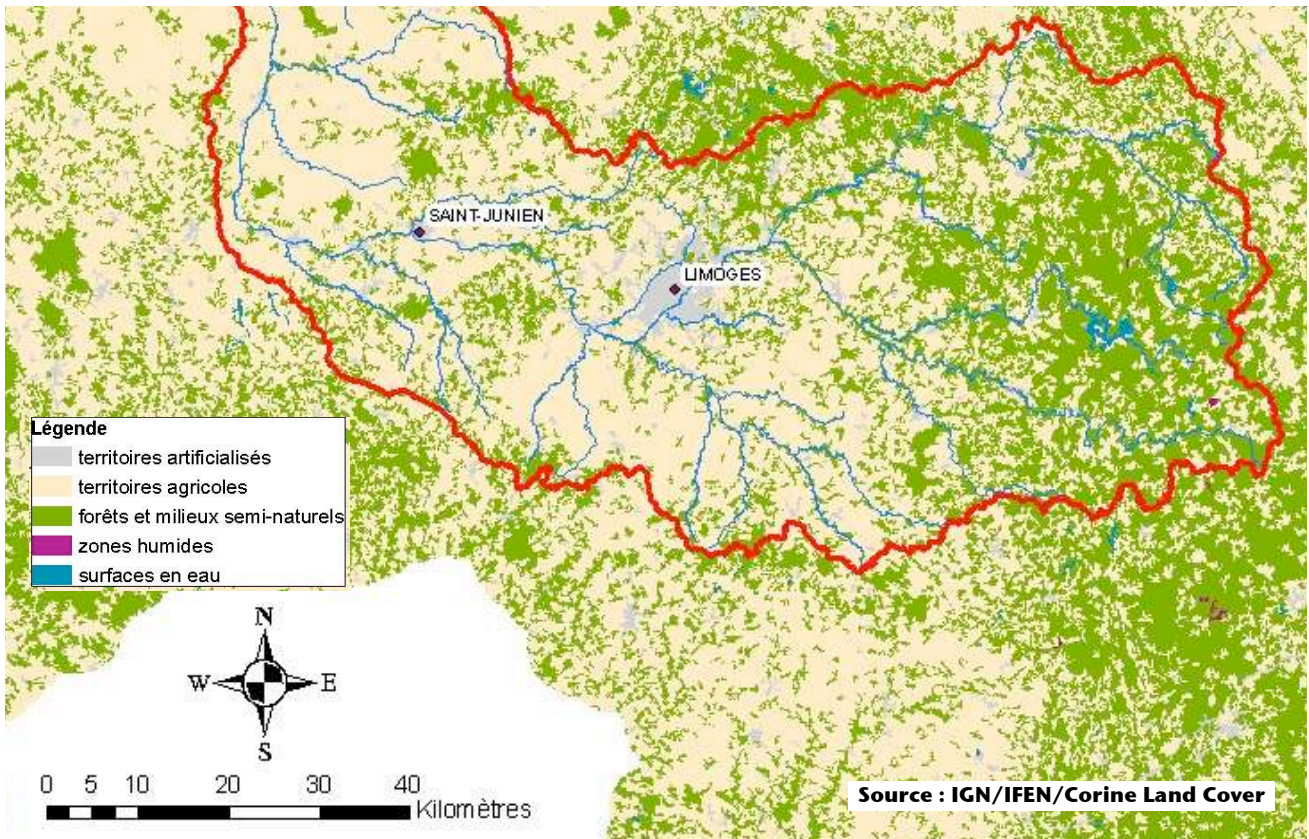 SAINT-JUNIEN
LIMOGES
Légende
territoires artificialisés
territoires agricoles
forêts et milieux semi-naturels
zones humides
surfaces en eau
N
W E
S
0 5 10 20 30 40
Kilomètres
Source : IGN/IFEN/Corine Land Cover